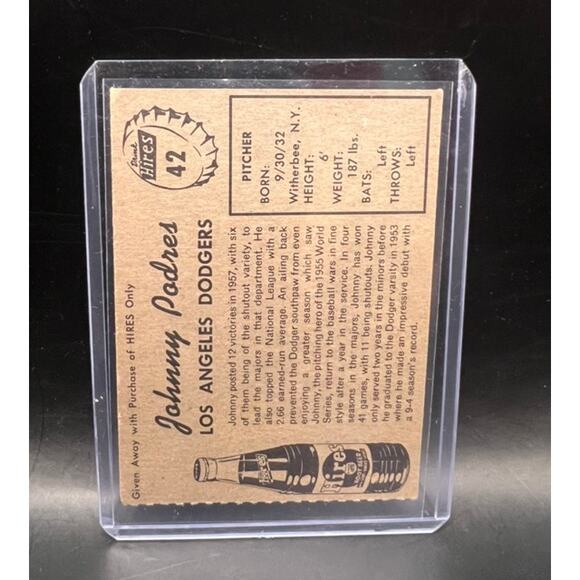 Drink
Hires
42
PITCHER
BORN:
9/30/32
Witherbee, N.Y.
HEIGHT:
6'
WEIGHT:
187 lbs.
BATS: Left
THROWS:
Left
Given Away with Purchase of HIRES Only
Johnny Podres
LOS ANGELES DODGERS
Johnny posted 12 victories in 1957, with six
of them being of the shutout variety, to
lead the majors in that department. He
also topped the National League with a
2.66 earned-run average. An ailing back
prevented the Dodger southpaw from even
enjoying a greater season which saw
Johnny, the pitching hero of the 1955 World
Series, return to the baseball wars in fine
style after a year in the service. In four
seasons in the majors, Johnny has won
41 games, with 11 being shutouts. Johnny
only served two years in the minors before
he graduated to the Dodger varsity in 1953
where he made an impressive debut with
a 9-4 season's record.
Hires
Hires
ROOT BEER